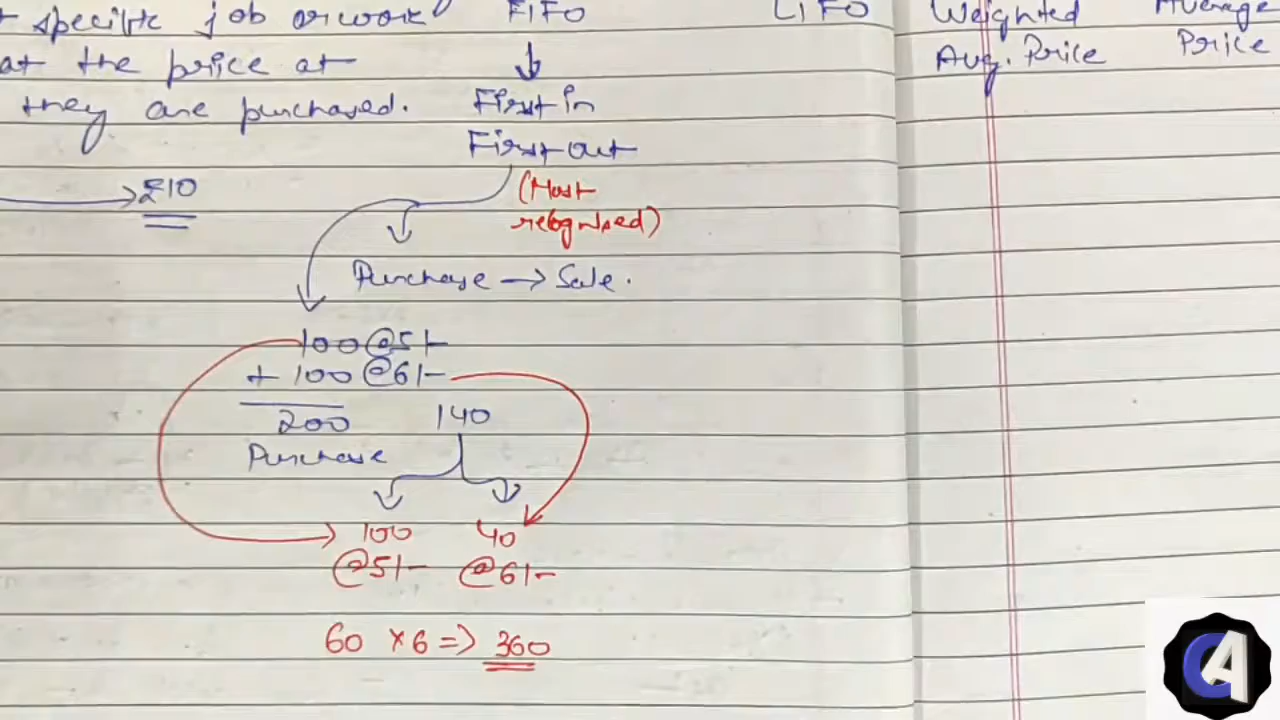 specific job or work
at the price at
they are purchased.
₹10
FIFO
First in
First out
(Most
recognised)
Purchase → Sale.
100 @5/-
+ 100 @6/-
200 140
Purchase
100 40
@5/- @6/-
60 × 6 => 360
LIFO
Weighted
Avg. Price
Average
Price
CA